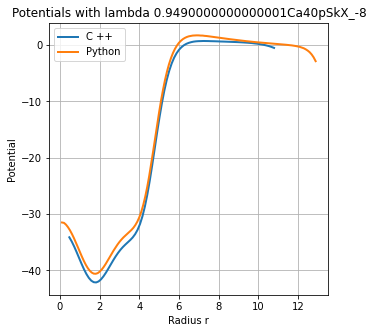 Potentials with lambda 0.9490000000000001Ca40pSkX_-8
C ++
Python
0
−10
−20
−30
−40
Potential
0 2 4 6 8 10 12
Radius r